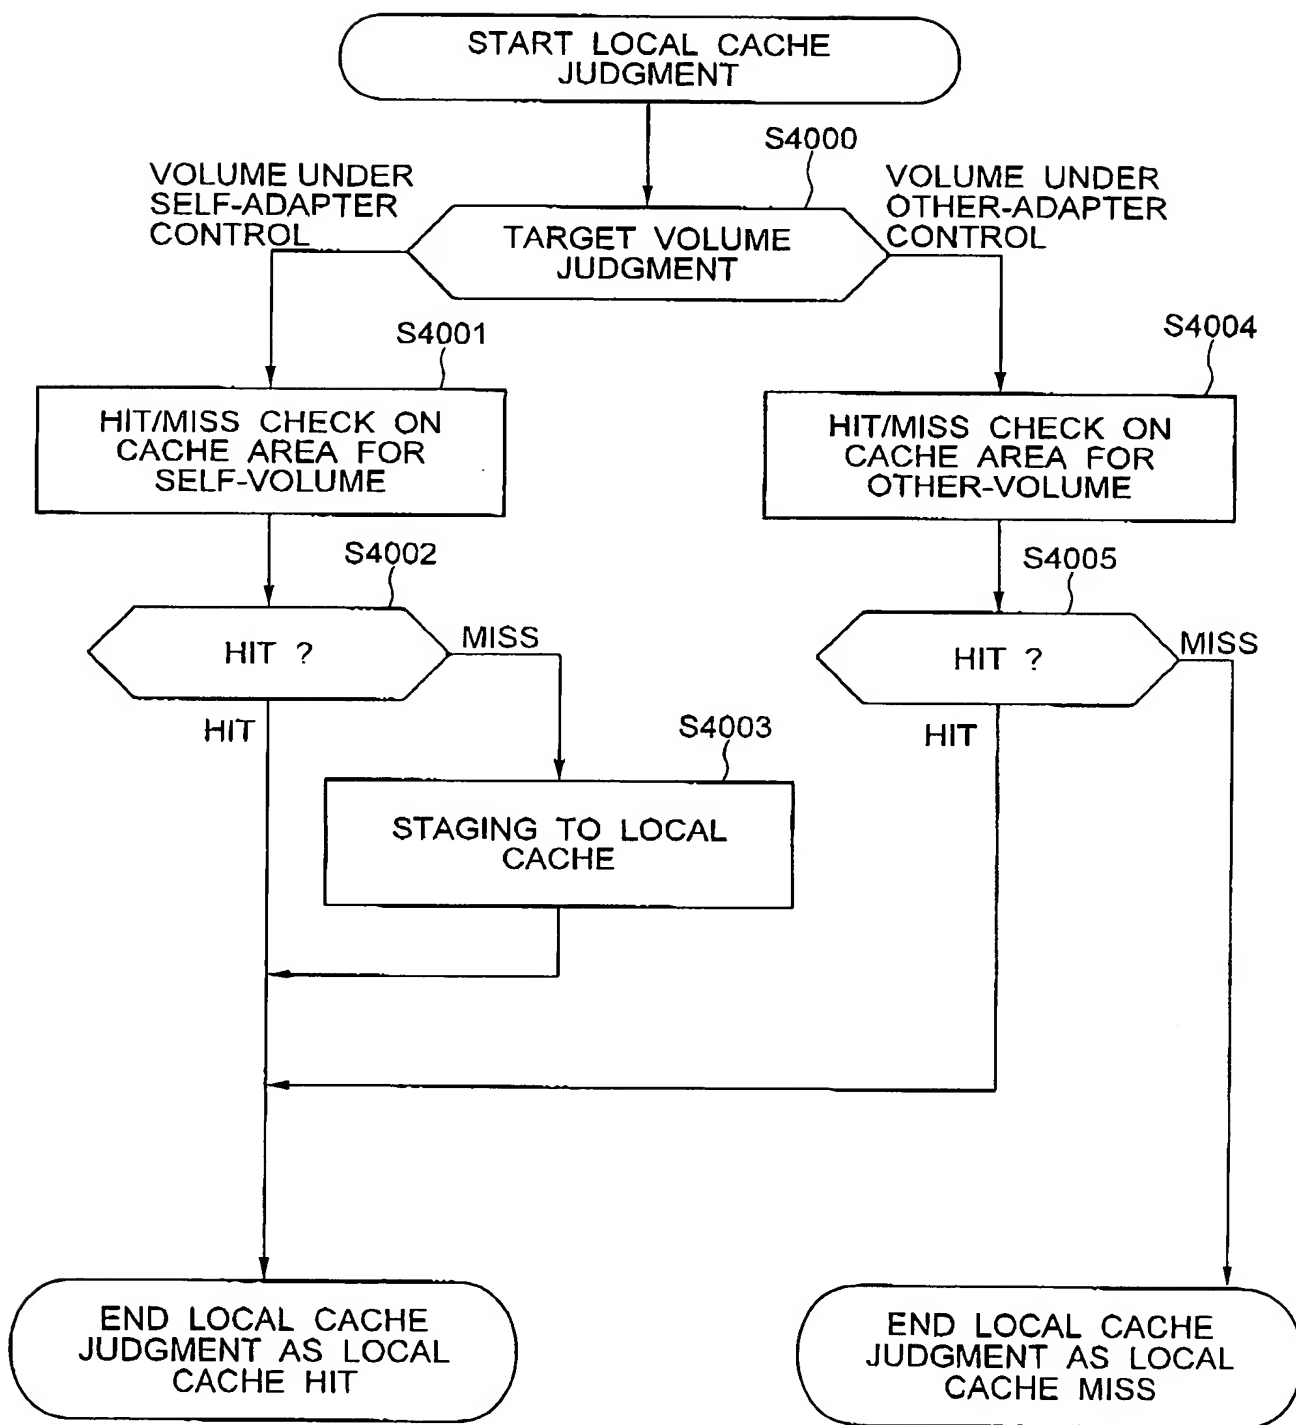 START LOCAL CACHE
JUDGMENT
S4000
VOLUME UNDER
SELF-ADAPTER
CONTROL
VOLUME UNDER
OTHER-ADAPTER
CONTROL
TARGET VOLUME
JUDGMENT
S4001
S4004
HIT/MISS CHECK ON
CACHE AREA FOR
SELF-VOLUME
HIT/MISS CHECK ON
CACHE AREA FOR
OTHER-VOLUME
S4002
S4005
HIT ?
MISS
HIT ?
MISS
HIT
HIT
S4003
STAGING TO LOCAL
CACHE
END LOCAL CACHE
JUDGMENT AS LOCAL
CACHE HIT
END LOCAL CACHE
JUDGMENT AS LOCAL
CACHE MISS